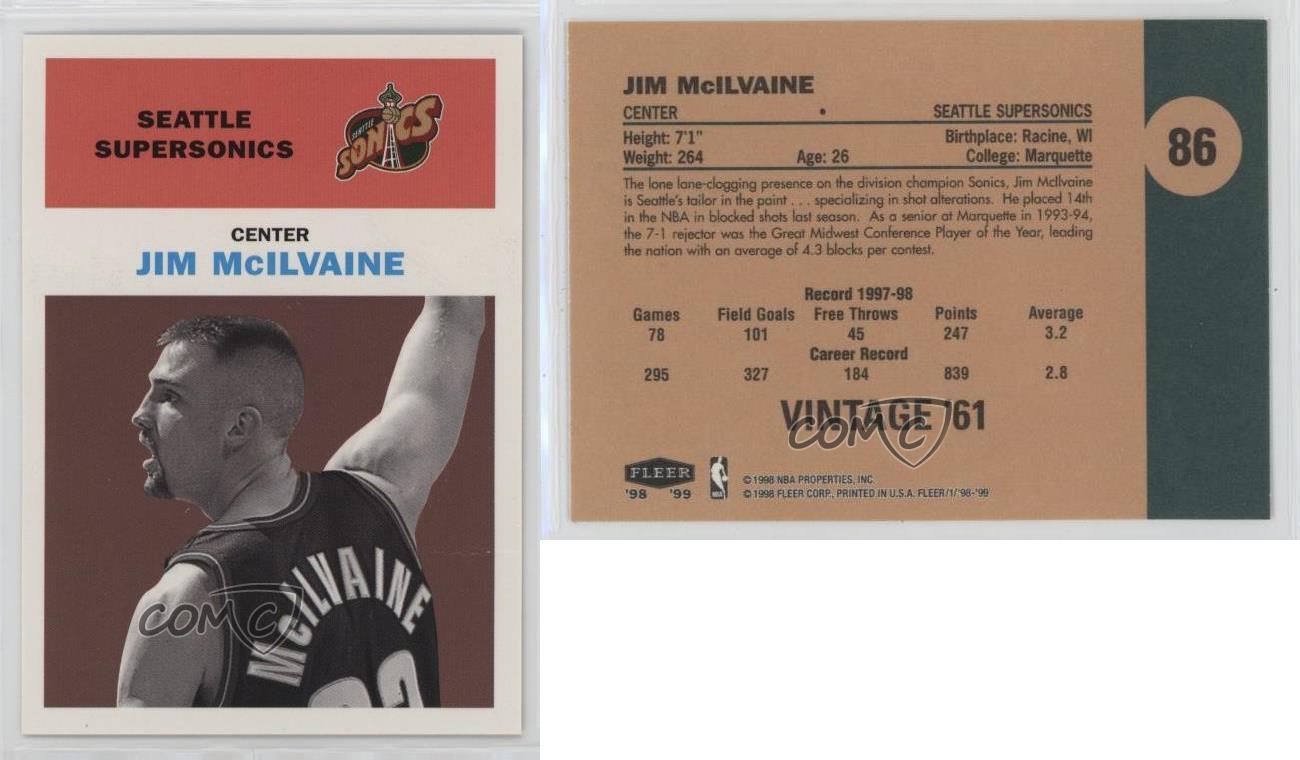 SEATTLE
SUPERSONICS
SEATTLE
SONICS
CENTER
JIM McILVAINE
McILVAINE
COMC
JIM McILVAINE
CENTER • SEATTLE SUPERSONICS
Height: 7'1" Birthplace: Racine, WI
Weight: 264 Age: 26 College: Marquette
86
The lone lane-clogging presence on the division champion Sonics, Jim McIlvaine
is Seattle's tailor in the paint . . . specializing in shot alterations. He placed 14th
in the NBA in blocked shots last season. As a senior at Marquette in 1993-94,
the 7-1 rejector was the Great Midwest Conference Player of the Year, leading
the nation with an average of 4.3 blocks per contest.
Record 1997-98
Games Field Goals Free Throws Points Average
78 101 45 247 3.2
Career Record
295 327 184 839 2.8
VINTAGE '61
COMC
FLEER
'98 '99
NBA
© 1998 NBA PROPERTIES, INC.
© 1998 FLEER CORP., PRINTED IN U.S.A. FLEER/1/'98-'99